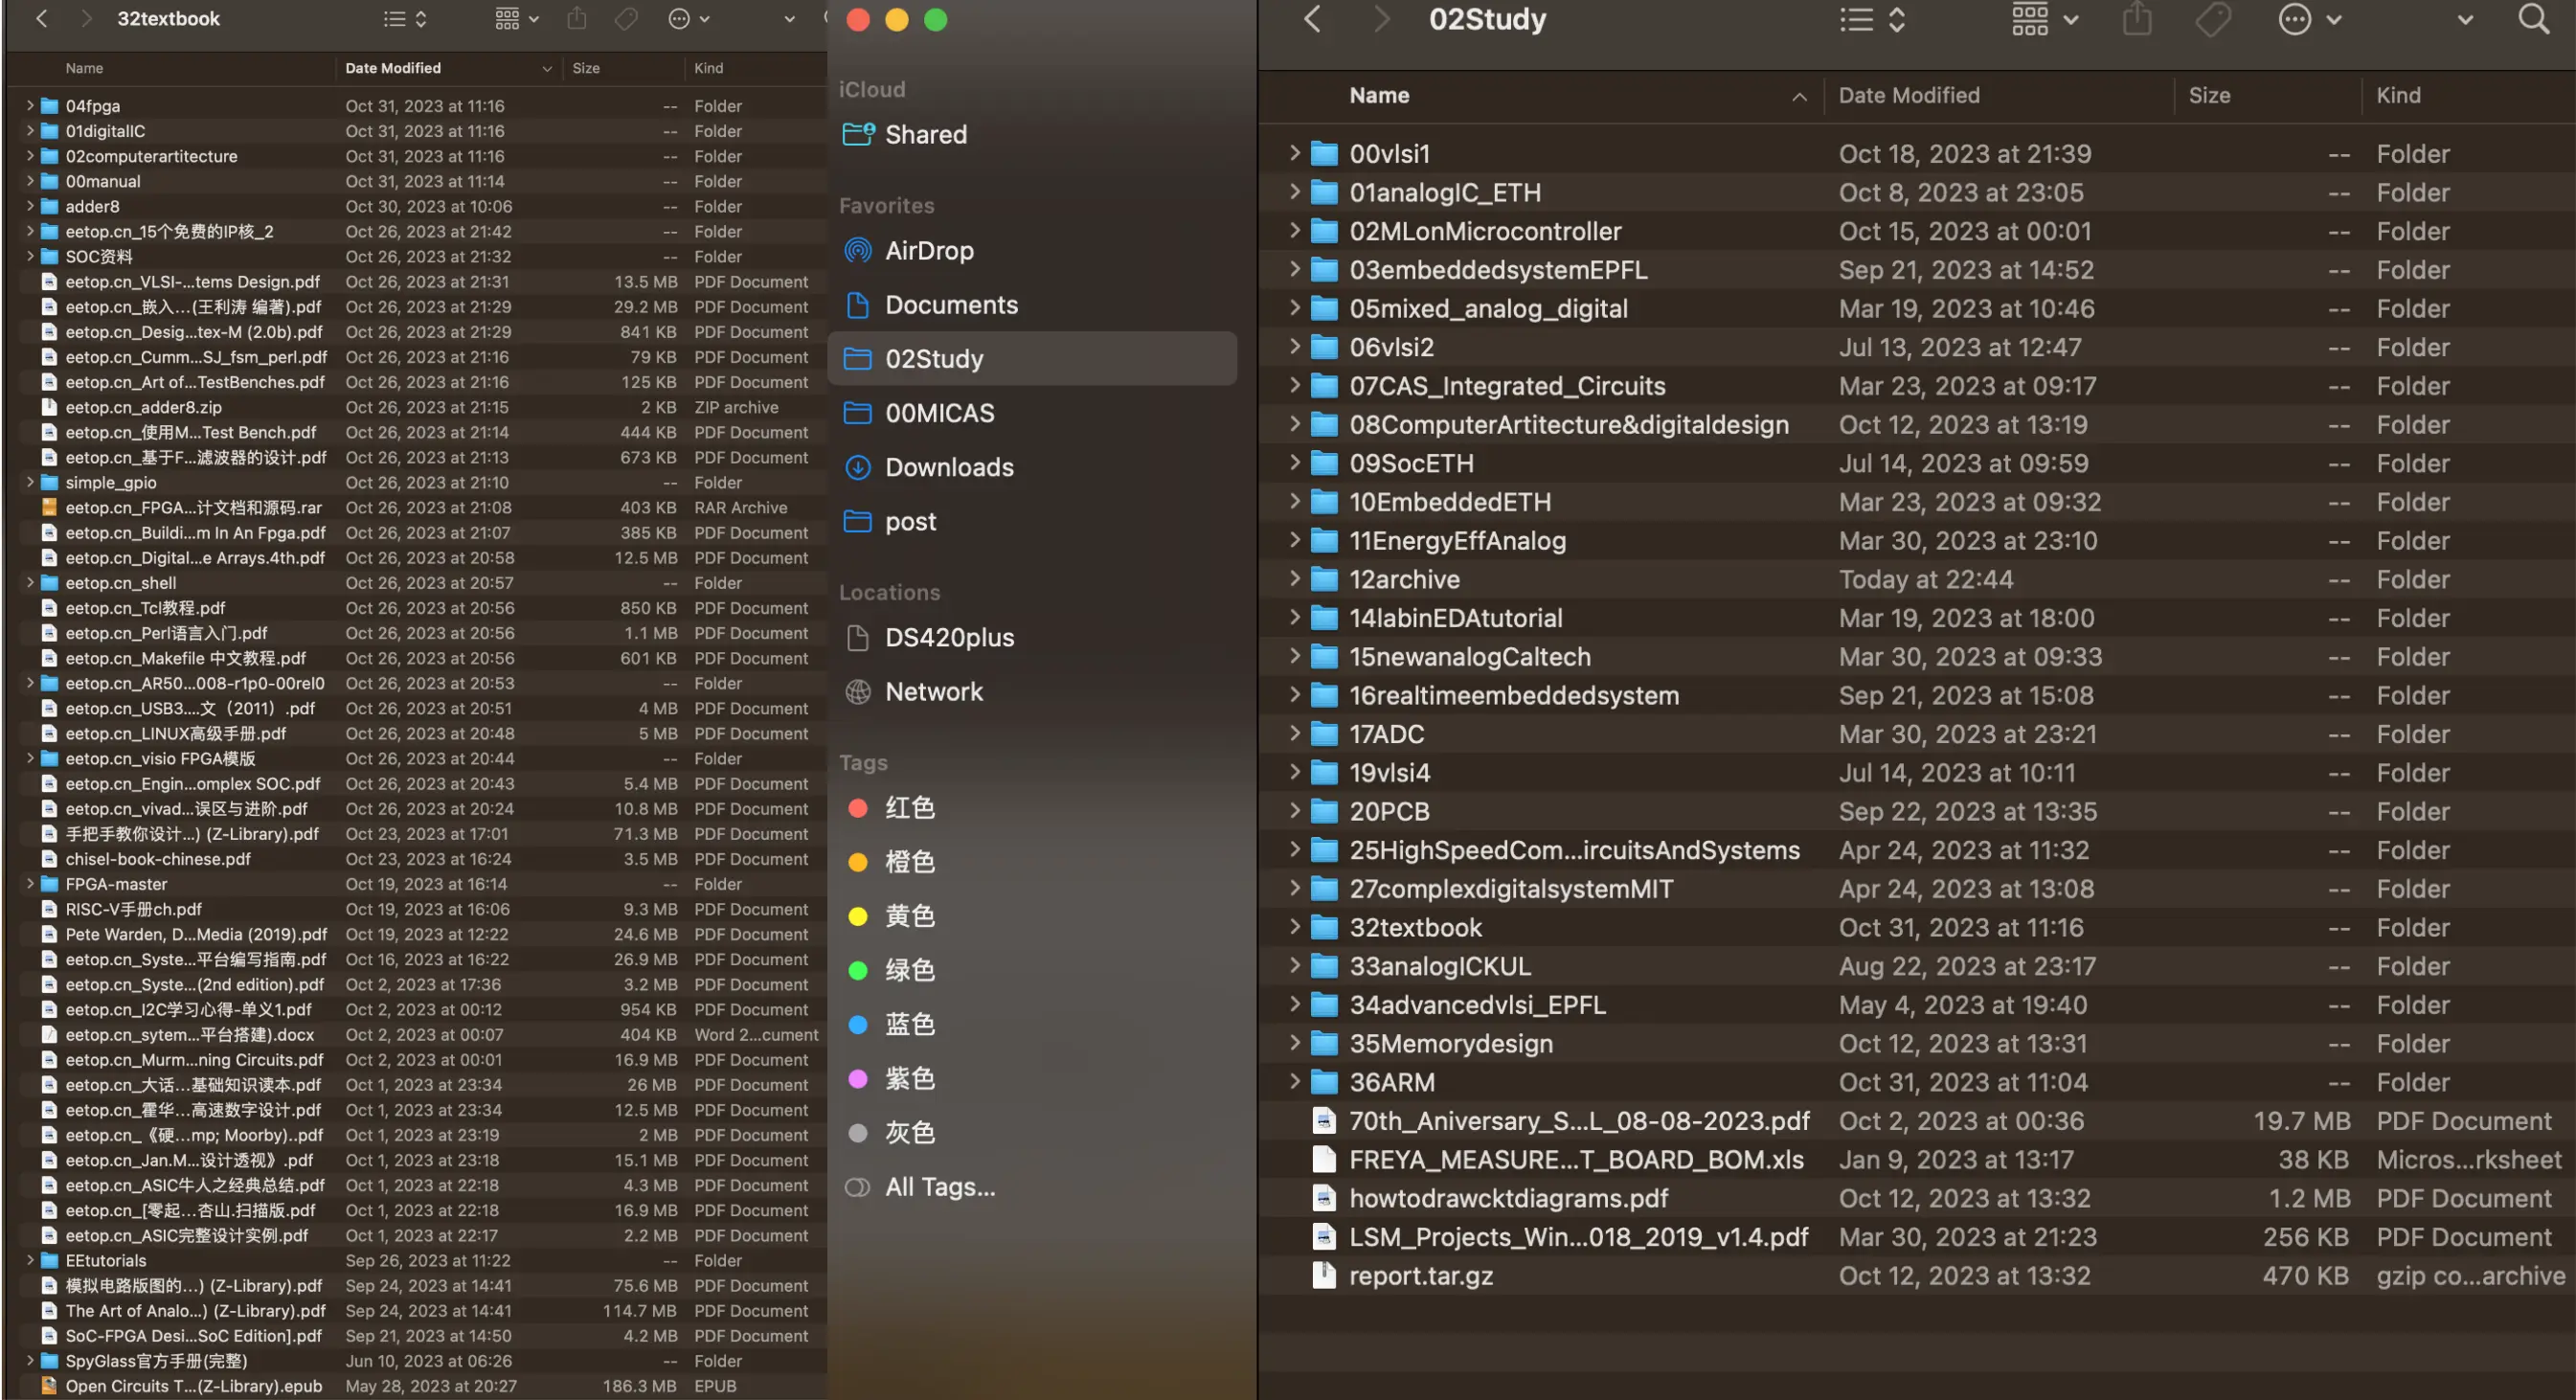 32textbook
Name Date Modified Size Kind
04fpga Oct 31, 2023 at 11:16 -- Folder
01digitalIC Oct 31, 2023 at 11:16 -- Folder
02computerartitecture Oct 31, 2023 at 11:16 -- Folder
00manual Oct 31, 2023 at 11:14 -- Folder
adder8 Oct 30, 2023 at 10:06 -- Folder
eetop.cn_15个免费的IP核_2 Oct 26, 2023 at 21:42 -- Folder
SOC资料 Oct 26, 2023 at 21:32 -- Folder
eetop.cn_VLSI-...tems Design.pdf Oct 26, 2023 at 21:31 13.5 MB PDF Document
eetop.cn_嵌入...(王利涛 编著).pdf Oct 26, 2023 at 21:29 29.2 MB PDF Document
eetop.cn_Desig...tex-M (2.0b).pdf Oct 26, 2023 at 21:29 841 KB PDF Document
eetop.cn_Cumm...SJ_fsm_perl.pdf Oct 26, 2023 at 21:16 79 KB PDF Document
eetop.cn_Art of...TestBenches.pdf Oct 26, 2023 at 21:16 125 KB PDF Document
eetop.cn_adder8.zip Oct 26, 2023 at 21:15 2 KB ZIP archive
eetop.cn_使用M...Test Bench.pdf Oct 26, 2023 at 21:14 444 KB PDF Document
eetop.cn_基于F...滤波器的设计.pdf Oct 26, 2023 at 21:13 673 KB PDF Document
simple_gpio Oct 26, 2023 at 21:10 -- Folder
eetop.cn_FPGA...计文档和源码.rar Oct 26, 2023 at 21:08 403 KB RAR Archive
eetop.cn_Buildi...m In An Fpga.pdf Oct 26, 2023 at 21:07 385 KB PDF Document
eetop.cn_Digital...e Arrays.4th.pdf Oct 26, 2023 at 20:58 12.5 MB PDF Document
eetop.cn_shell Oct 26, 2023 at 20:57 -- Folder
eetop.cn_Tcl教程.pdf Oct 26, 2023 at 20:56 850 KB PDF Document
eetop.cn_Perl语言入门.pdf Oct 26, 2023 at 20:56 1.1 MB PDF Document
eetop.cn_Makefile 中文教程.pdf Oct 26, 2023 at 20:56 601 KB PDF Document
eetop.cn_AR50...008-r1p0-00rel0 Oct 26, 2023 at 20:53 -- Folder
eetop.cn_USB3....文（2011）.pdf Oct 26, 2023 at 20:51 4 MB PDF Document
eetop.cn_LINUX高级手册.pdf Oct 26, 2023 at 20:48 5 MB PDF Document
eetop.cn_visio FPGA模版 Oct 26, 2023 at 20:44 -- Folder
eetop.cn_Engin...omplex SOC.pdf Oct 26, 2023 at 20:43 5.4 MB PDF Document
eetop.cn_vivad...误区与进阶.pdf Oct 26, 2023 at 20:24 10.8 MB PDF Document
手把手教你设计...) (Z-Library).pdf Oct 23, 2023 at 17:01 71.3 MB PDF Document
chisel-book-chinese.pdf Oct 23, 2023 at 16:24 3.5 MB PDF Document
FPGA-master Oct 19, 2023 at 16:14 -- Folder
RISC-V手册ch.pdf Oct 19, 2023 at 16:06 9.3 MB PDF Document
Pete Warden, D...Media (2019).pdf Oct 19, 2023 at 12:22 24.6 MB PDF Document
eetop.cn_Syste...平台编写指南.pdf Oct 16, 2023 at 16:22 26.9 MB PDF Document
eetop.cn_Syste...(2nd edition).pdf Oct 2, 2023 at 17:36 3.2 MB PDF Document
eetop.cn_I2C学习心得-单义1.pdf Oct 2, 2023 at 00:12 954 KB PDF Document
eetop.cn_sytem...平台搭建).docx Oct 2, 2023 at 00:07 404 KB Word 2...cument
eetop.cn_Murm...ning Circuits.pdf Oct 2, 2023 at 00:01 16.9 MB PDF Document
eetop.cn_大话...基础知识读本.pdf Oct 1, 2023 at 23:34 26 MB PDF Document
eetop.cn_霍华...高速数字设计.pdf Oct 1, 2023 at 23:34 12.5 MB PDF Document
eetop.cn_《硬...mp; Moorby)..pdf Oct 1, 2023 at 23:19 2 MB PDF Document
eetop.cn_Jan.M...设计透视》.pdf Oct 1, 2023 at 23:18 15.1 MB PDF Document
eetop.cn_ASIC牛人之经典总结.pdf Oct 1, 2023 at 22:18 4.3 MB PDF Document
eetop.cn_[零起...杏山.扫描版.pdf Oct 1, 2023 at 22:18 16.9 MB PDF Document
eetop.cn_ASIC完整设计实例.pdf Oct 1, 2023 at 22:17 2.2 MB PDF Document
EEtutorials Sep 26, 2023 at 11:22 -- Folder
模拟电路版图的...) (Z-Library).pdf Sep 24, 2023 at 14:41 75.6 MB PDF Document
The Art of Analo...) (Z-Library).pdf Sep 24, 2023 at 14:41 114.7 MB PDF Document
SoC-FPGA Desi...SoC Edition].pdf Sep 21, 2023 at 14:50 4.2 MB PDF Document
SpyGlass官方手册(完整) Jun 10, 2023 at 06:26 -- Folder
Open Circuits T...(Z-Library).epub May 28, 2023 at 20:27 186.3 MB EPUB
iCloud
Shared
Favorites
AirDrop
Documents
02Study
00MICAS
Downloads
post
Locations
DS420plus
Network
Tags
红色
橙色
黄色
绿色
蓝色
紫色
灰色
All Tags...
02Study
Name Date Modified Size Kind
00vlsi1 Oct 18, 2023 at 21:39 -- Folder
01analogIC_ETH Oct 8, 2023 at 23:05 -- Folder
02MLonMicrocontroller Oct 15, 2023 at 00:01 -- Folder
03embeddedsystemEPFL Sep 21, 2023 at 14:52 -- Folder
05mixed_analog_digital Mar 19, 2023 at 10:46 -- Folder
06vlsi2 Jul 13, 2023 at 12:47 -- Folder
07CAS_Integrated_Circuits Mar 23, 2023 at 09:17 -- Folder
08ComputerArtitecture&digitaldesign Oct 12, 2023 at 13:19 -- Folder
09SocETH Jul 14, 2023 at 09:59 -- Folder
10EmbeddedETH Mar 23, 2023 at 09:32 -- Folder
11EnergyEffAnalog Mar 30, 2023 at 23:10 -- Folder
12archive Today at 22:44 -- Folder
14labinEDAtutorial Mar 19, 2023 at 18:00 -- Folder
15newanalogCaltech Mar 30, 2023 at 09:33 -- Folder
16realtimeembeddedsystem Sep 21, 2023 at 15:08 -- Folder
17ADC Mar 30, 2023 at 23:21 -- Folder
19vlsi4 Jul 14, 2023 at 10:11 -- Folder
20PCB Sep 22, 2023 at 13:35 -- Folder
25HighSpeedCom...ircuitsAndSystems Apr 24, 2023 at 11:32 -- Folder
27complexdigitalsystemMIT Apr 24, 2023 at 13:08 -- Folder
32textbook Oct 31, 2023 at 11:16 -- Folder
33analogICKUL Aug 22, 2023 at 23:17 -- Folder
34advancedvlsi_EPFL May 4, 2023 at 19:40 -- Folder
35Memorydesign Oct 12, 2023 at 13:31 -- Folder
36ARM Oct 31, 2023 at 11:04 -- Folder
70th_Aniversary_S...L_08-08-2023.pdf Oct 2, 2023 at 00:36 19.7 MB PDF Document
FREYA_MEASURE...T_BOARD_BOM.xls Jan 9, 2023 at 13:17 38 KB Micros...rksheet
howtodrawcktdiagrams.pdf Oct 12, 2023 at 13:32 1.2 MB PDF Document
LSM_Projects_Win...018_2019_v1.4.pdf Mar 30, 2023 at 21:23 256 KB PDF Document
report.tar.gz Oct 12, 2023 at 13:32 470 KB gzip co...archive